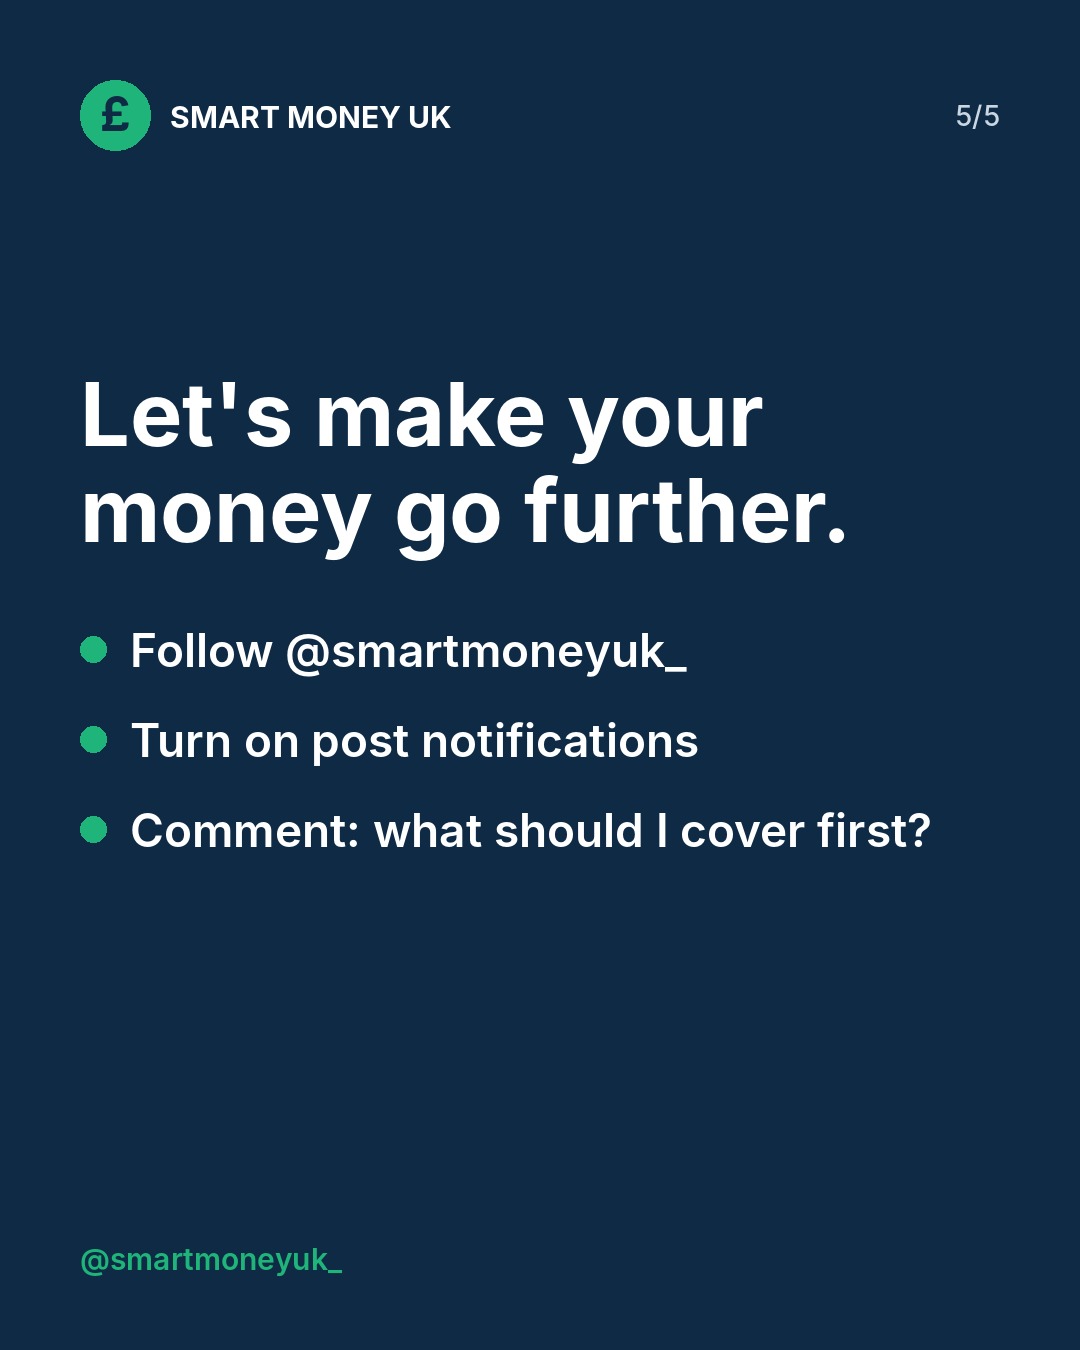 £ SMART MONEY UK
5/5
Let's make your
money go further.
Follow @smartmoneyuk_
Turn on post notifications
Comment: what should I cover first?
@smartmoneyuk_